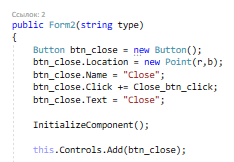 Ссылок: 2
public Form2(string type)
{
Button btn_close = new Button();
btn_close.Location = new Point(r,b);
btn_close.Name = "Close";
btn_close.Click += Close_btn_click;
btn_close.Text = "Close";
InitializeComponent();
this.Controls.Add(btn_close);